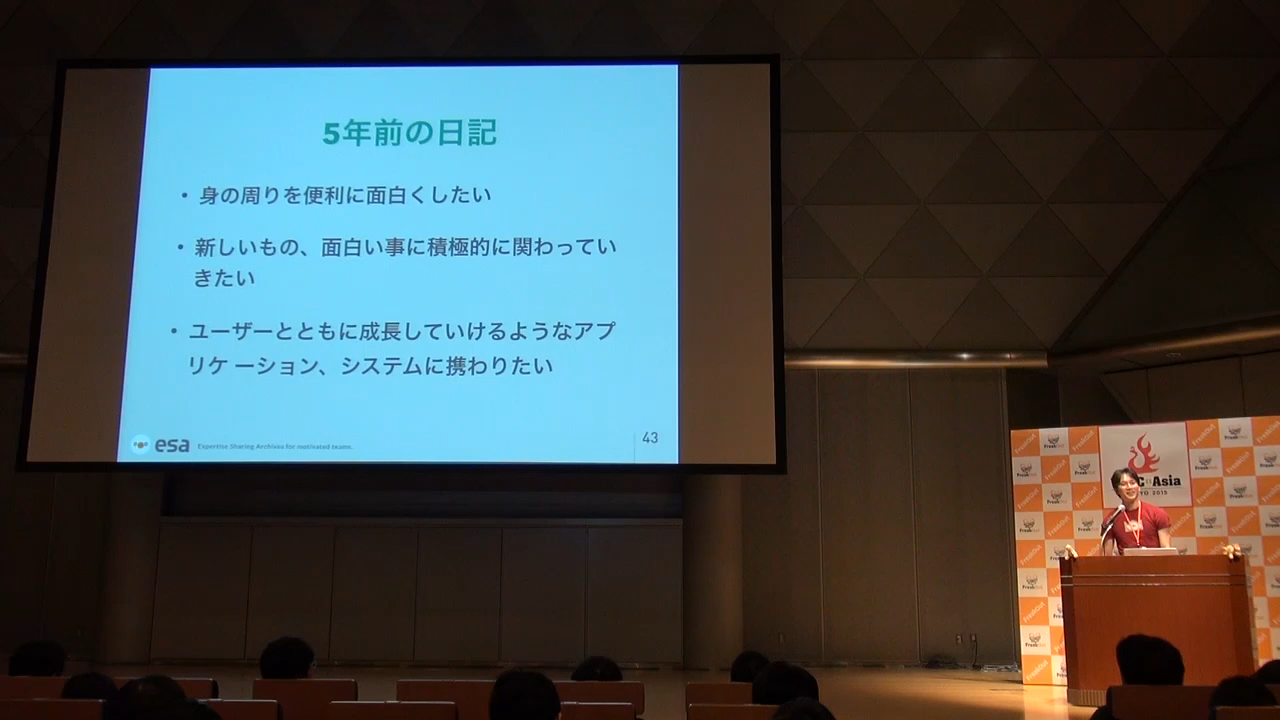 5年前の日記
• 身の周りを便利に面白くしたい
• 新しいもの、面白い事に積極的に関わってい
きたい
• ユーザーとともに成長していけるようなアプ
リケ ーション、システムに携わりたい
esa Expertise Sharing Archives for motivated teams.
43
Asia
2015
FreakOut